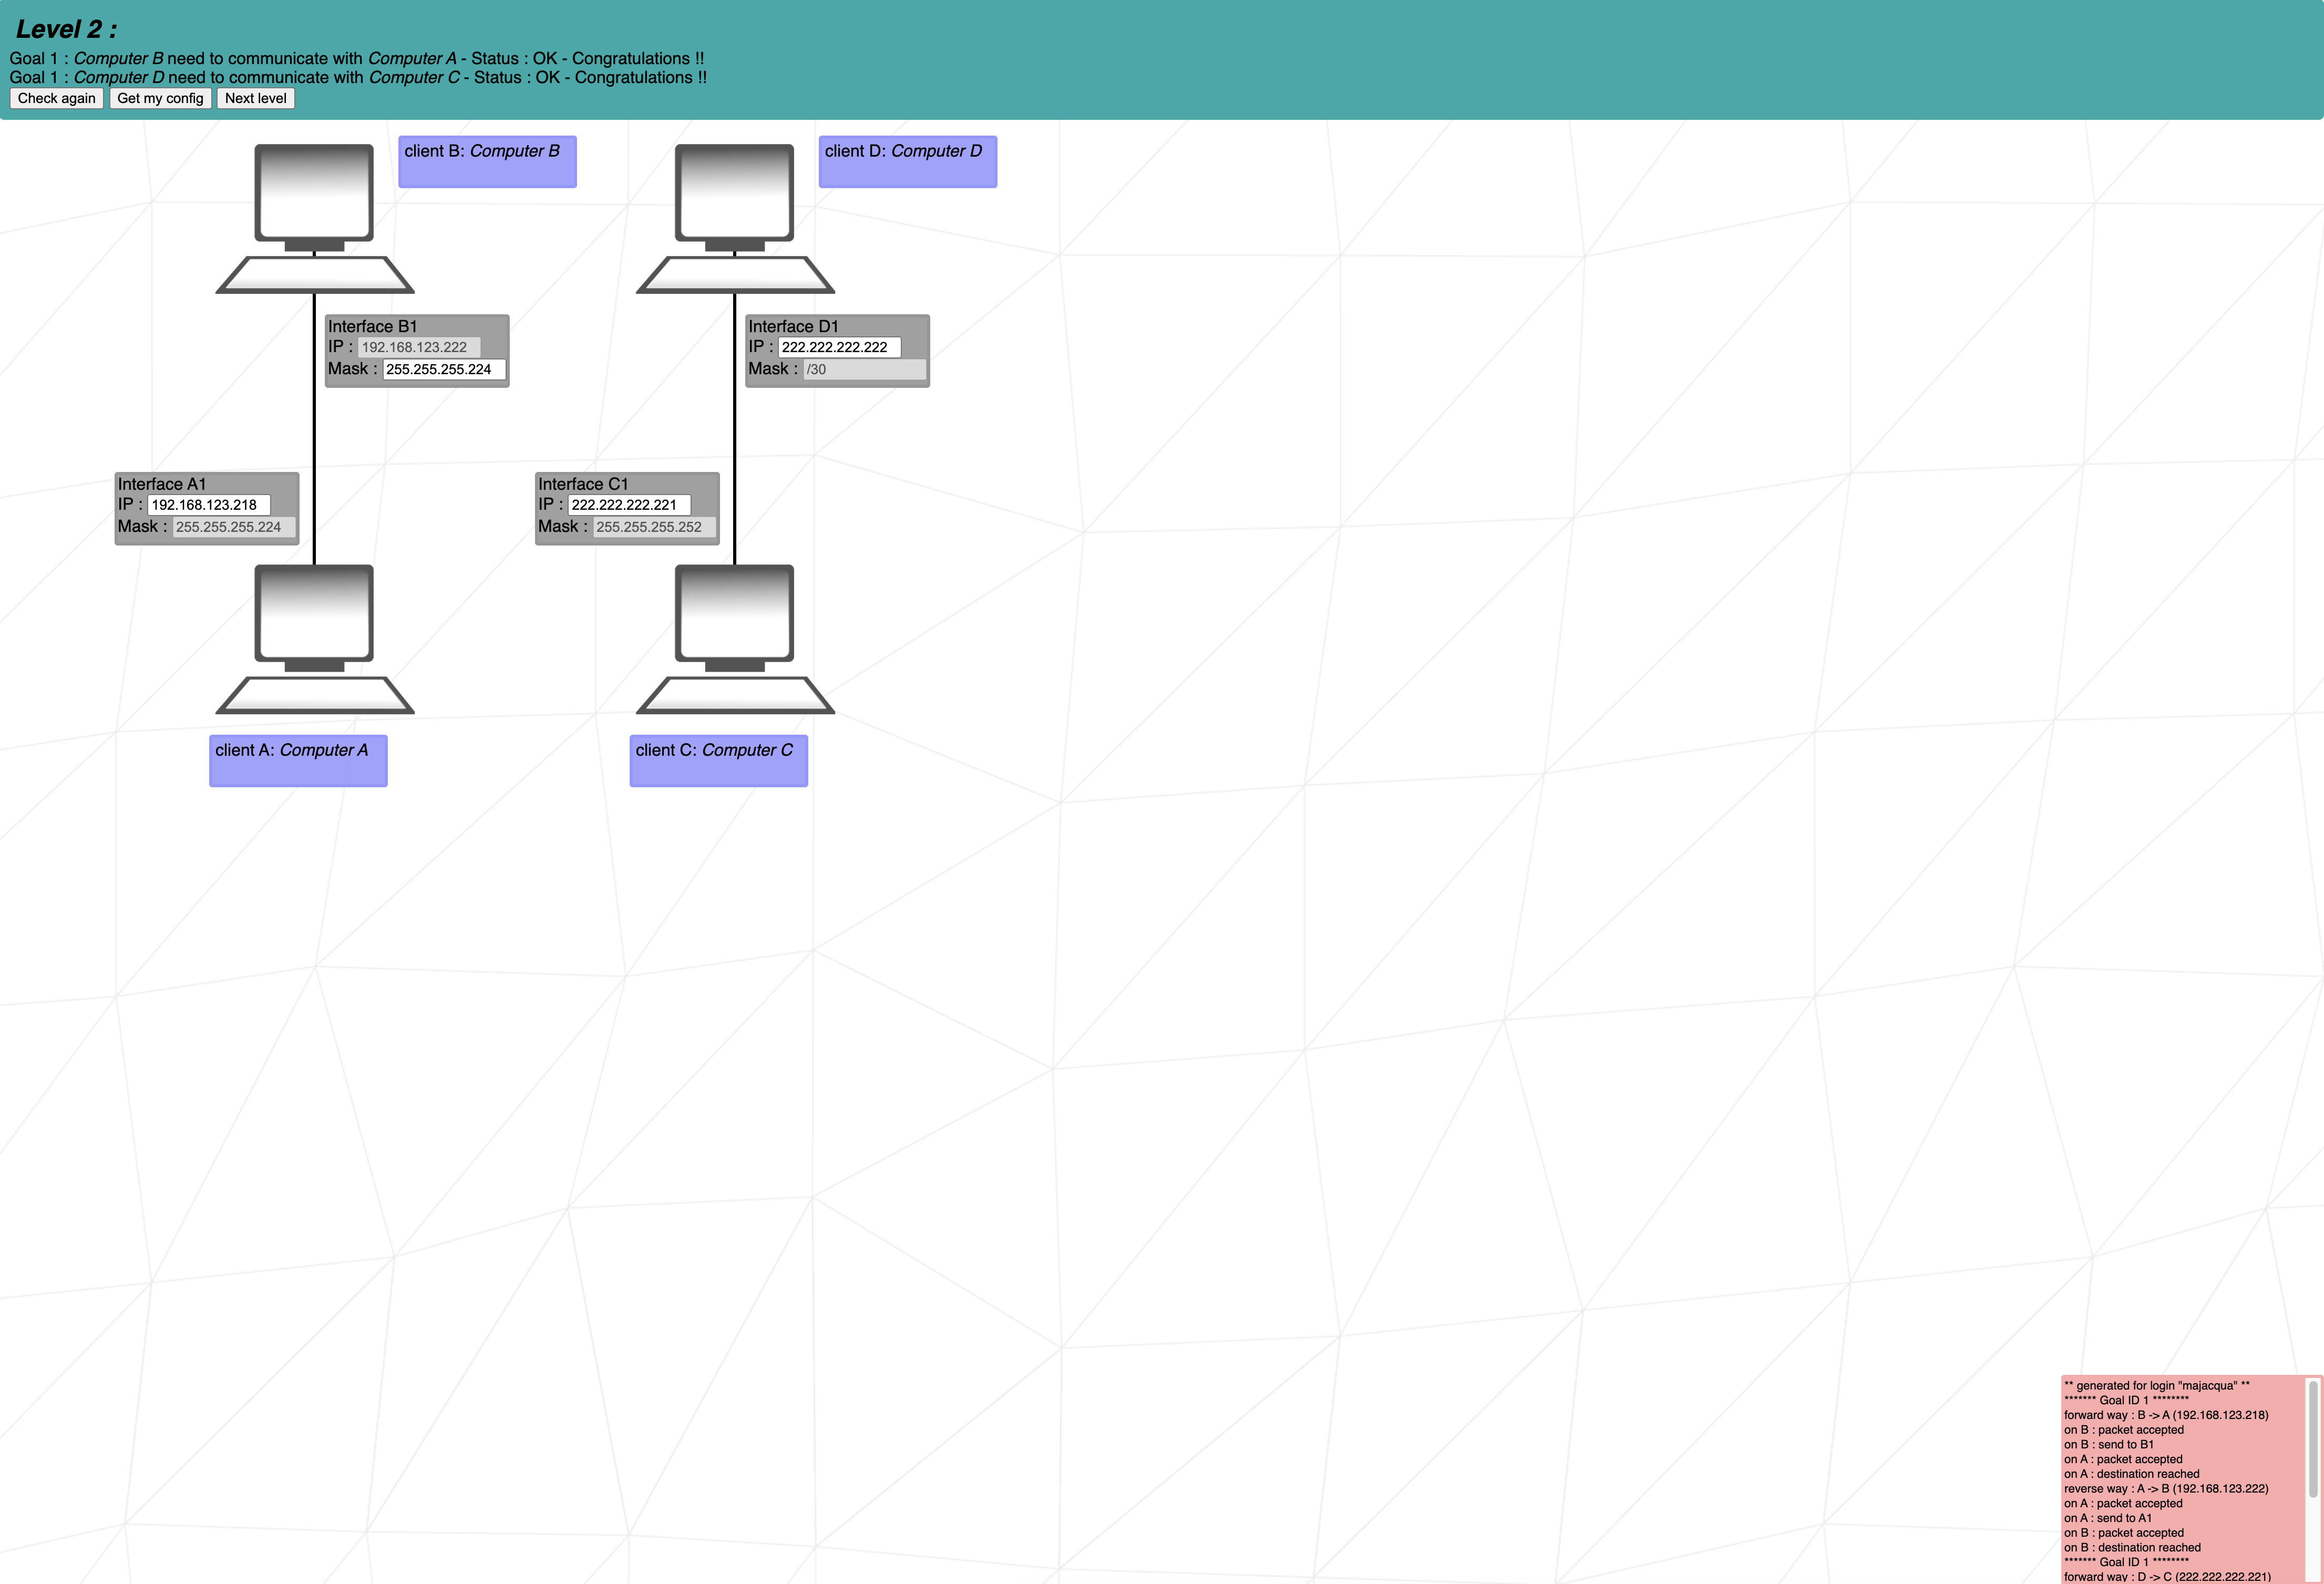 Level 2 :
Goal 1 : Computer B need to communicate with Computer A - Status : OK - Congratulations !!
Goal 1 : Computer D need to communicate with Computer C - Status : OK - Congratulations !!
Check again Get my config Next level
client B: Computer B
client D: Computer D
Interface B1
IP : 192.168.123.222
Mask : 255.255.255.224
Interface D1
IP : 222.222.222.222
Mask : /30
Interface A1
IP : 192.168.123.218
Mask : 255.255.255.224
Interface C1
IP : 222.222.222.221
Mask : 255.255.255.252
client A: Computer A
client C: Computer C
** generated for login "majacqua" **
******* Goal ID 1 ********
forward way : B -> A (192.168.123.218)
on B : packet accepted
on B : send to B1
on A : packet accepted
on A : destination reached
reverse way : A -> B (192.168.123.222)
on A : packet accepted
on A : send to A1
on B : packet accepted
on B : destination reached
******* Goal ID 1 ********
forward way : D -> C (222.222.222.221)